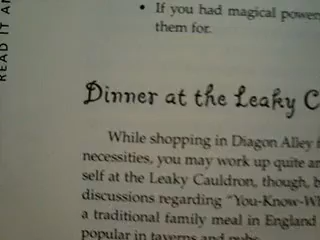 READ IT A
• If you had magical power
them for.
Dinner at the Leaky C
While shopping in Diagon Alley f
necessities, you may work up quite an
self at the Leaky Cauldron, though, b
discussions regarding "You-Know-Wh
a traditional family meal in England
popular in taverns and pubs